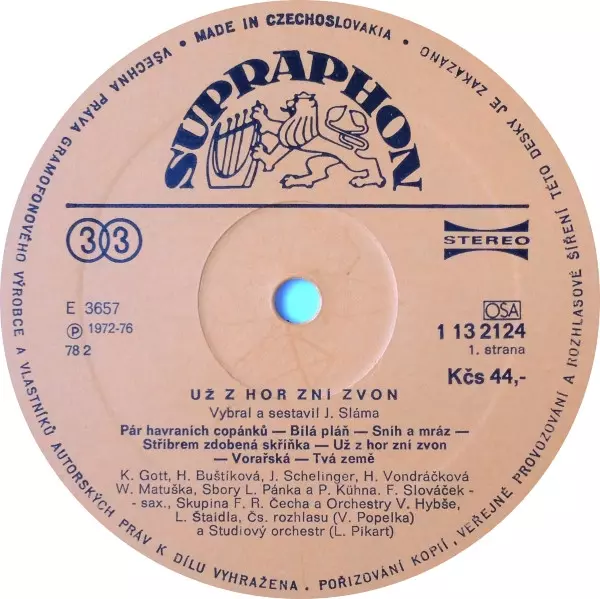 VŠECHNA PRÁVA GRAMOFONOVÉHO VÝROBCE A VLASTNÍKŮ AUTORSKÝCH PRÁV K DÍLU VYHRAŽENA. POŘIZOVÁNÍ KOPIÍ, VEŘEJNÉ PROVOZOVÁNÍ A ROZHLASOVÉ ŠÍŘENÍ TÉTO DESKY JE ZAKÁZÁNO
• MADE IN CZECHOSLOVAKIA •
SUPRAPHON
33
STEREO
E 3657
Ⓟ 1972-76
78 2
OSA
1 13 2124
1. strana
Kčs 44,-
UŽ Z HOR ZNÍ ZVON
Vybral a sestavil J. Sláma
Pár havraních copánků — Bílá pláň — Sníh a mráz —
Stříbrem zdobená skříňka — Už z hor zní zvon
— Vorařská — Tvá země
K. Gott, H. Buštíková, J. Schelinger, H. Vondráčková
W. Matuška, Sbory L. Pánka a P. Kühna. F. Slováček -
- sax., Skupina F. R. Čecha a Orchestry V. Hybše,
L. Štaidla, Čs. rozhlasu (V. Popelka)
a Studiový orchestr (L. Pikart)